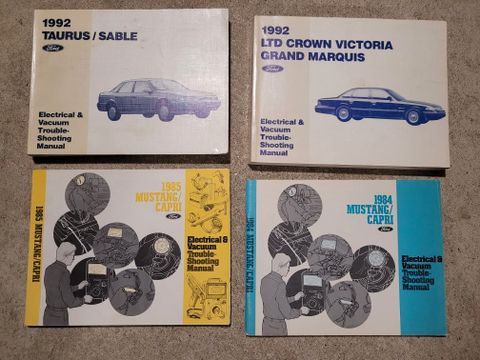 1992
TAURUS/SABLE
Ford
Electrical &
Vacuum
Trouble-
Shooting
Manual
1992
LTD CROWN VICTORIA
GRAND MARQUIS
Ford
Electrical &
Vacuum
Trouble-
Shooting
Manual
1985 MUSTANG/CAPRI
1985
MUSTANG/
CAPRI
Ford
Electrical &
Vacuum
Trouble-
Shooting
Manual
1984 MUSTANG/CAPRI
1984
MUSTANG/
CAPRI
Ford
Electrical &
Vacuum
Trouble-
Shooting
Manual